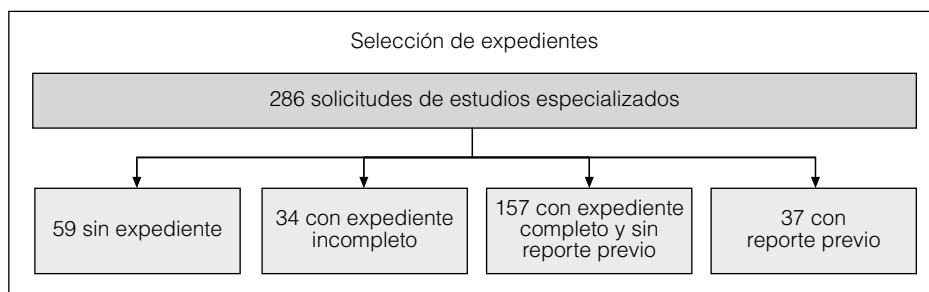 Selección de expedientes
286 solicitudes de estudios especializados
59 sin expediente
34 con expediente
incompleto
157 con expediente
completo y sin
reporte previo
37 con
reporte previo